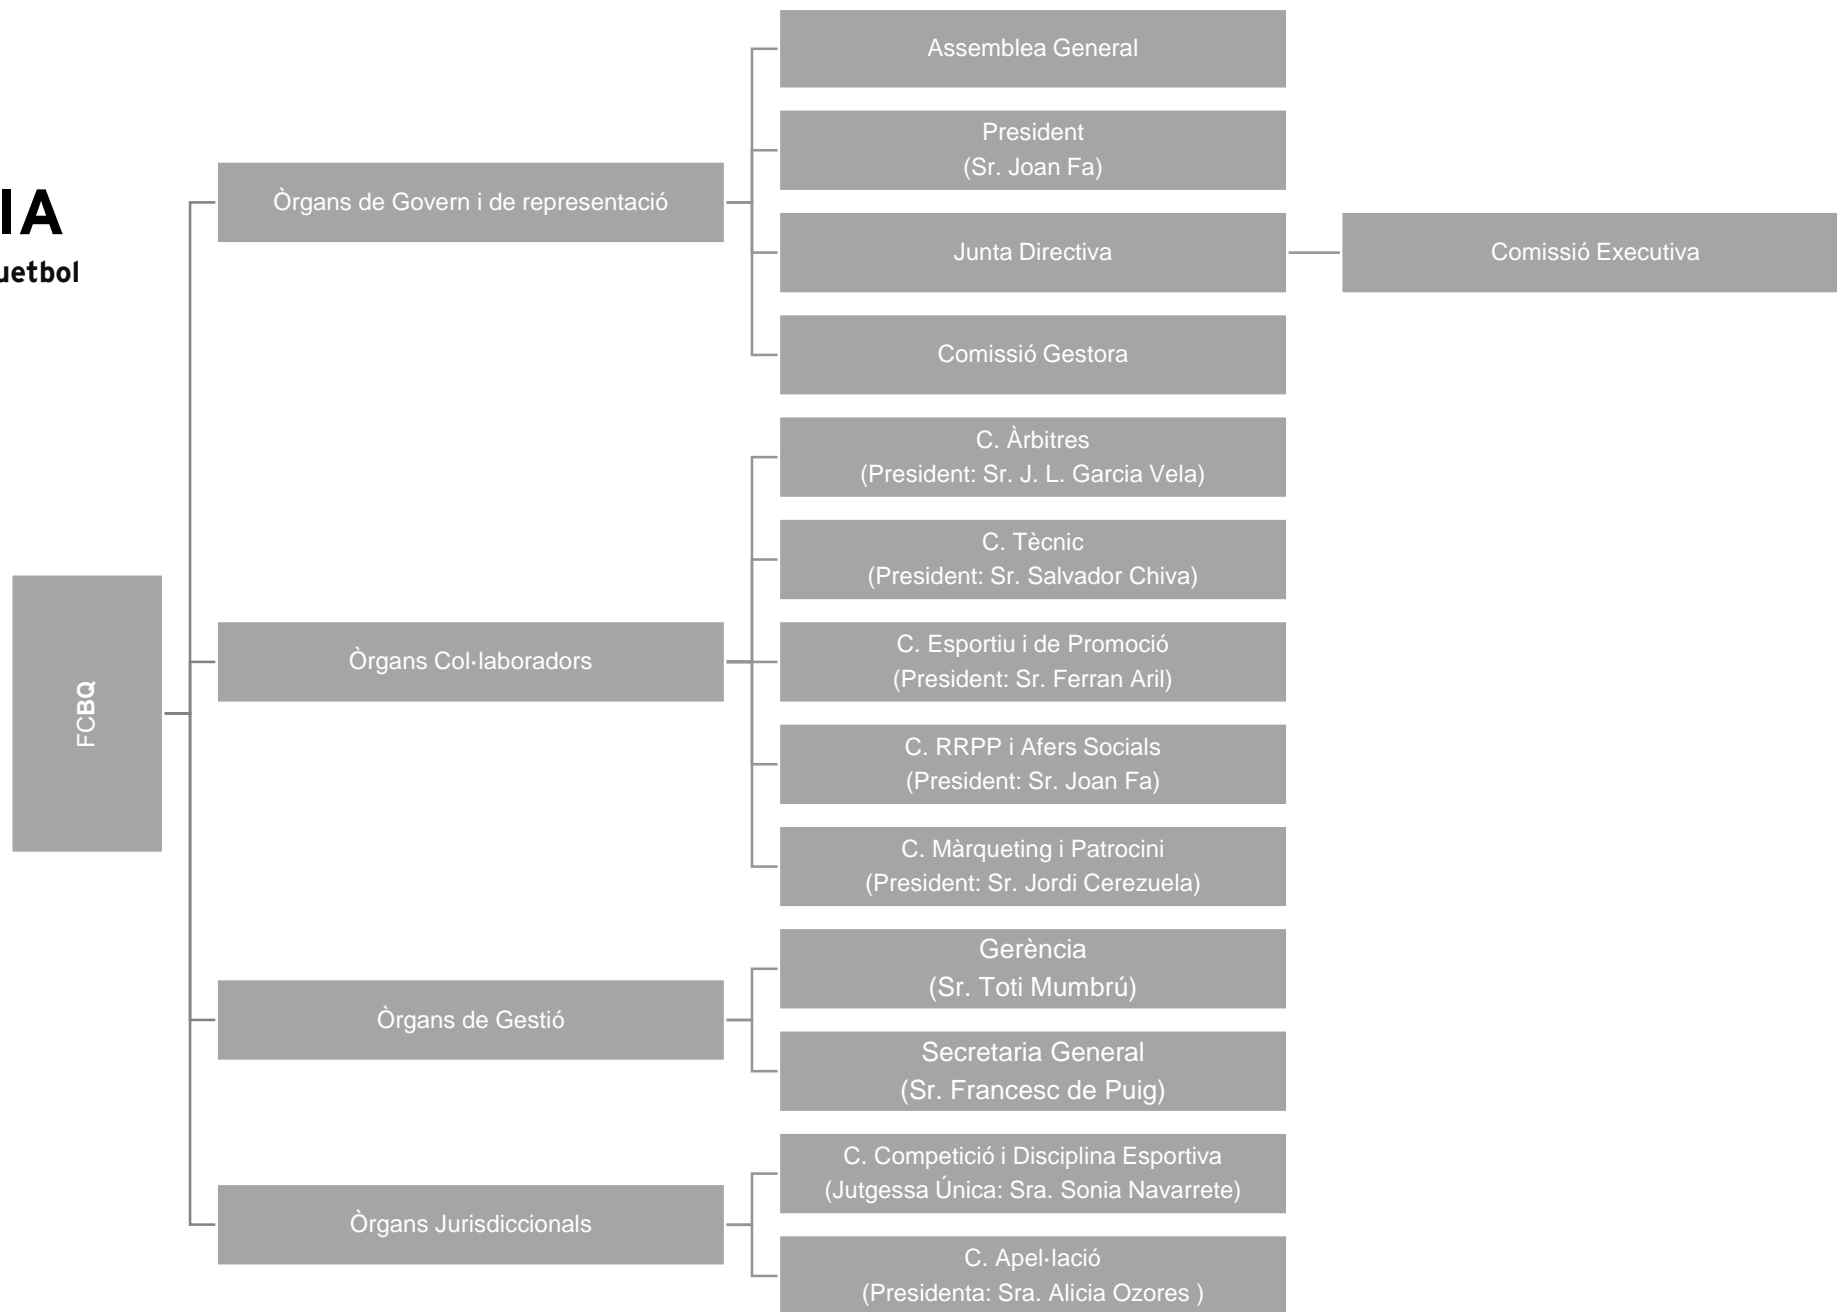 IA
uetbol
FCBQ
Òrgans de Govern i de representació
Assemblea General
President
(Sr. Joan Fa)
Junta Directiva
Comissió Executiva
Comissió Gestora
Òrgans Col·laboradors
C. Àrbitres
(President: Sr. J. L. Garcia Vela)
C. Tècnic
(President: Sr. Salvador Chiva)
C. Esportiu i de Promoció
(President: Sr. Ferran Aril)
C. RRPP i Afers Socials
(President: Sr. Joan Fa)
C. Màrqueting i Patrocini
(President: Sr. Jordi Cerezuela)
Òrgans de Gestió
Gerència
(Sr. Toti Mumbrú)
Secretaria General
(Sr. Francesc de Puig)
Òrgans Jurisdiccionals
C. Competició i Disciplina Esportiva
(Jutgessa Única: Sra. Sonia Navarrete)
C. Apel·lació
(Presidenta: Sra. Alicia Ozores )